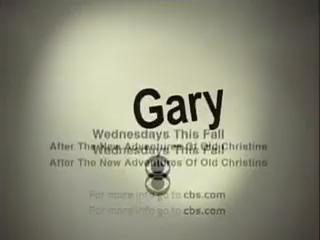 Gary
Wednesdays This Fall
After The New Adventures Of Old Christine
Wednesdays This Fall
After The New Adventures Of Old Christine
For more info go to cbs.com
For more info go to cbs.com